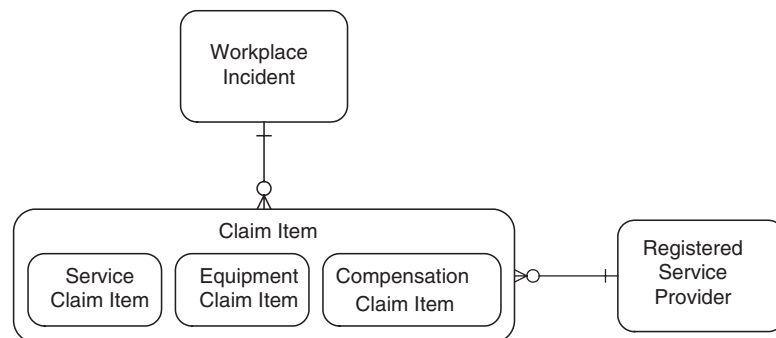 Workplace
Incident
Claim Item
Service
Claim Item
Equipment
Claim Item
Compensation
Claim Item
Registered
Service
Provider